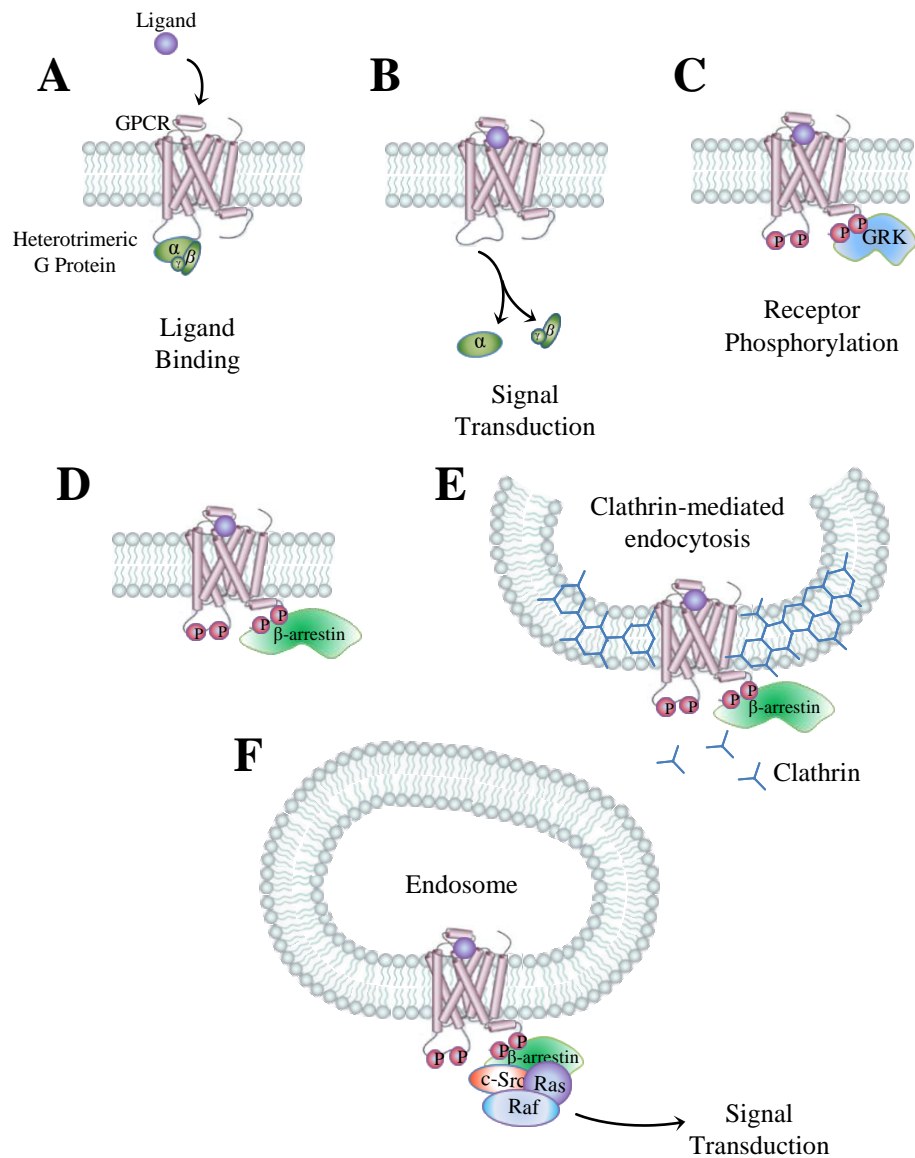 Ligand
A
GPCR
Heterotrimeric
G Protein
α
β
γ
Ligand
Binding
B
α
γ
β
Signal
Transduction
C
P
P
P
P
GRK
Receptor
Phosphorylation
D
P
P
P
P
β-arrestin
E
Clathrin-mediated
endocytosis
P
P
P
P
β-arrestin
Clathrin
F
Endosome
P
P
P
P
β-arrestin
c-Src
Ras
Raf
Signal
Transduction